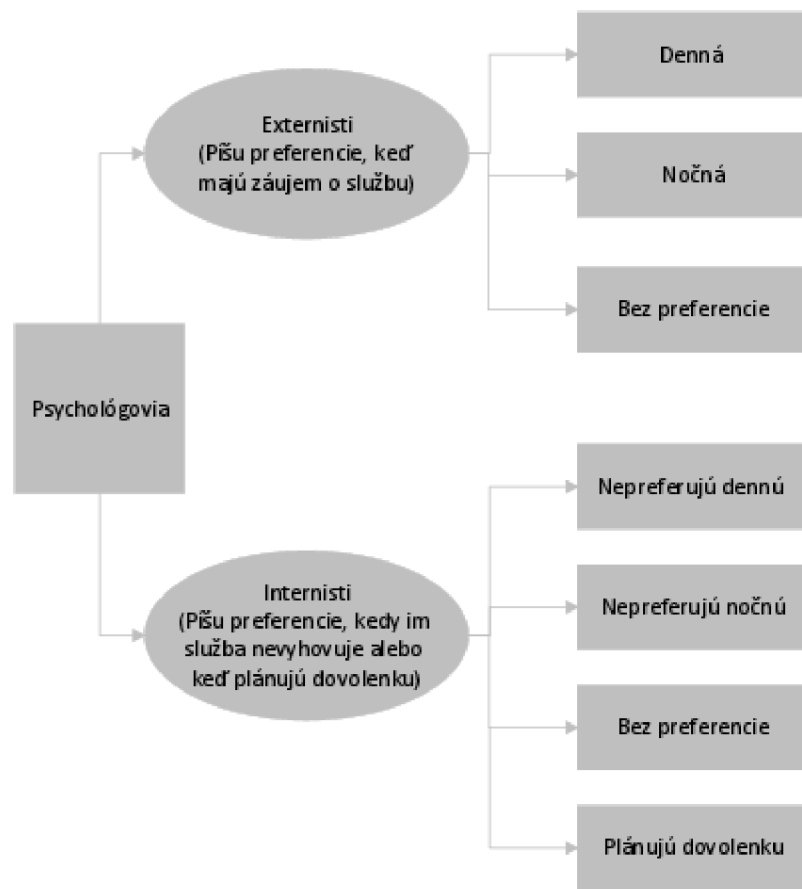 Psychológovia
Externisti
(Píšu preferencie, keď
majú záujem o službu)
Denná
Nočná
Bez preferencie
Internisti
(Píšu preferencie, kedy im
služba nevyhovuje alebo
keď plánujú dovolenku)
Nepreferujú dennú
Nepreferujú nočnú
Bez preferencie
Plánujú dovolenku